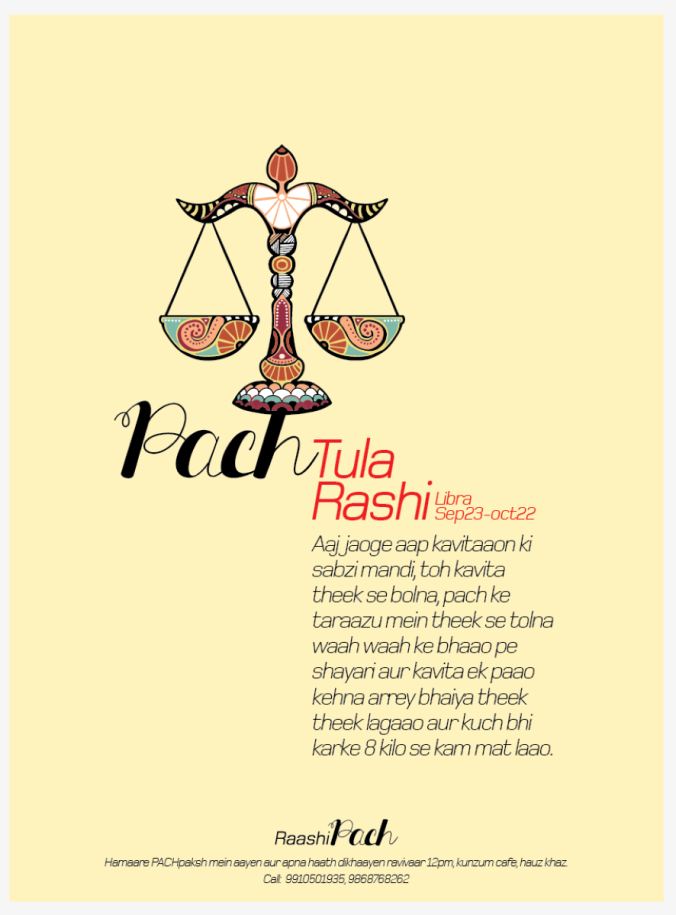 Pach
Tula
Rashi
Libra
Sep23-oct22
Aaj jaoge aap kavitaaon ki
sabzi mandi, toh kavita
theek se bolna, pach ke
taraazu mein theek se tolna
waah waah ke bhaao pe
shayari aur kavita ek paao
kehna arrey bhaiya theek
theek lagaao aur kuch bhi
karke 8 kilo se kam mat laao.
RaashiPach
Hamaare PACHpaksh mein aayen aur apna haath dikhaayen ravivaar 12pm, kunzum cafe, hauz khaz.
Call: 9910501935, 9868768262